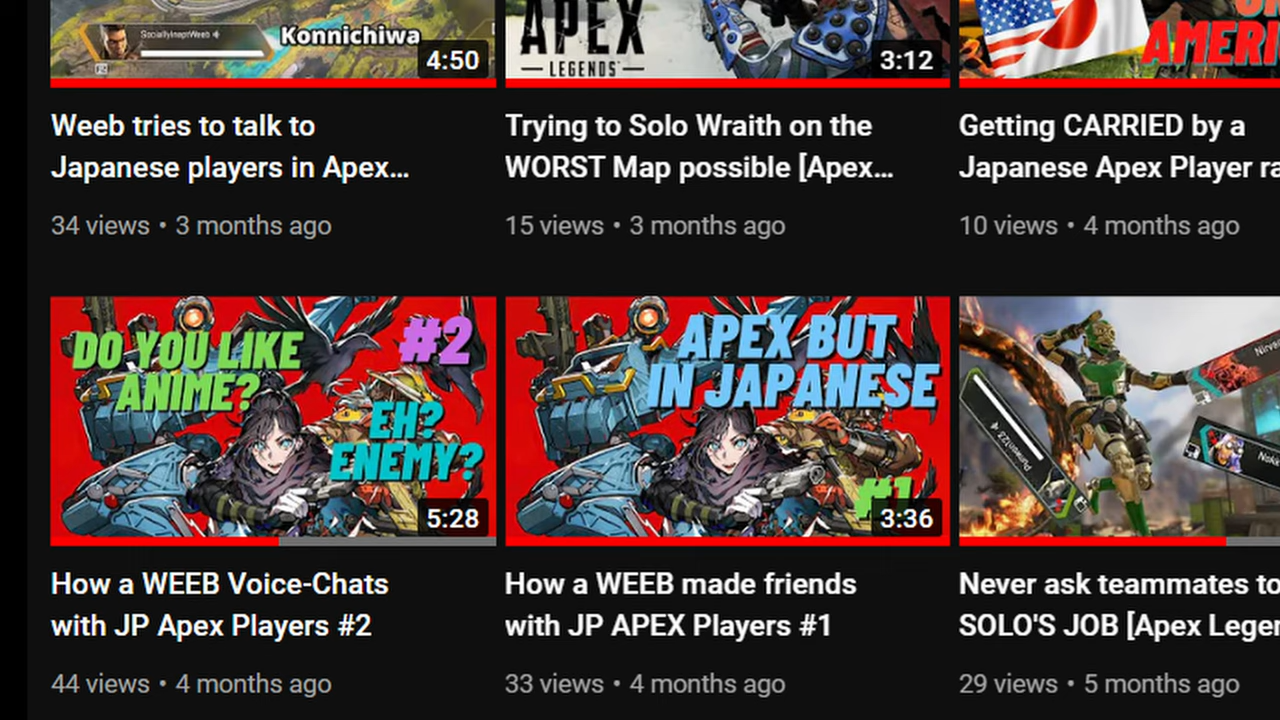 SociallyIneptWeeb
Konnichiwa
4:50
APEX
LEGENDS
3:12
AMERI
Weeb tries to talk to
Japanese players in Apex...
34 views • 3 months ago
Trying to Solo Wraith on the
WORST Map possible [Apex...
15 views • 3 months ago
Getting CARRIED by a
Japanese Apex Player ra
10 views • 4 months ago
DO YOU LIKE
ANIME?
#2
EH?
ENEMY?
5:28
APEX BUT
IN JAPANESE
#1
3:36
How a WEEB Voice-Chats
with JP Apex Players #2
44 views • 4 months ago
How a WEEB made friends
with JP APEX Players #1
33 views • 4 months ago
Never ask teammates to
SOLO'S JOB [Apex Leger
29 views • 5 months ago